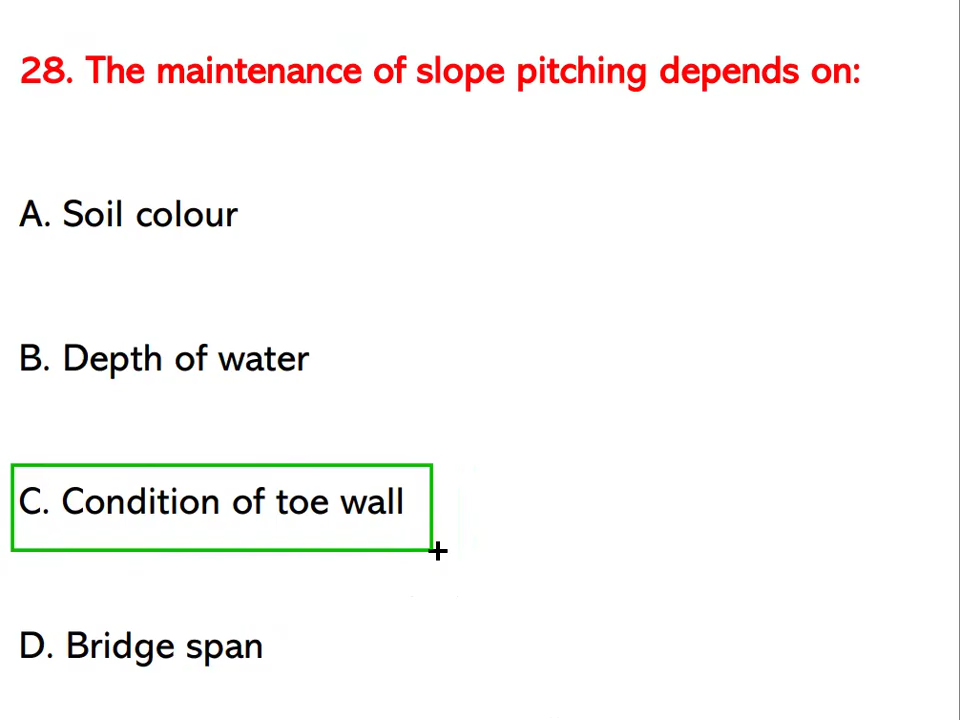 28. The maintenance of slope pitching depends on:
A. Soil colour
B. Depth of water
C. Condition of toe wall
D. Bridge span